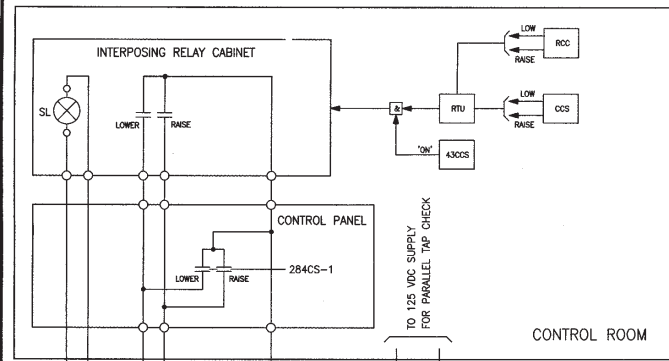 INTERPOSING RELAY CABINET
LOW
RCC
RAISE
SL
LOWER
RAISE
&
RTU
LOW
CCS
RAISE
'ON'
43CCS
CONTROL PANEL
LOWER
RAISE
284CS-1
TO 125 VDC SUPPLY
FOR PARALLEL TAP CHECK
CONTROL ROOM